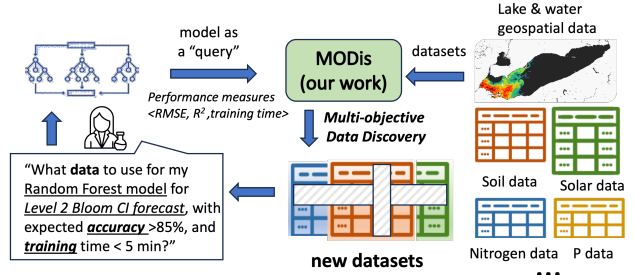 Lake & water
geospatial data
model as
a “query”
MODis
(our work)
datasets
Performance measures
<RMSE, R², training time>
Multi-objective
Data Discovery
“What data to use for my
Random Forest model for
Level 2 Bloom CI forecast, with
expected accuracy >85%, and
training time < 5 min?”
new datasets
Soil data
Solar data
Nitrogen data
P data
...